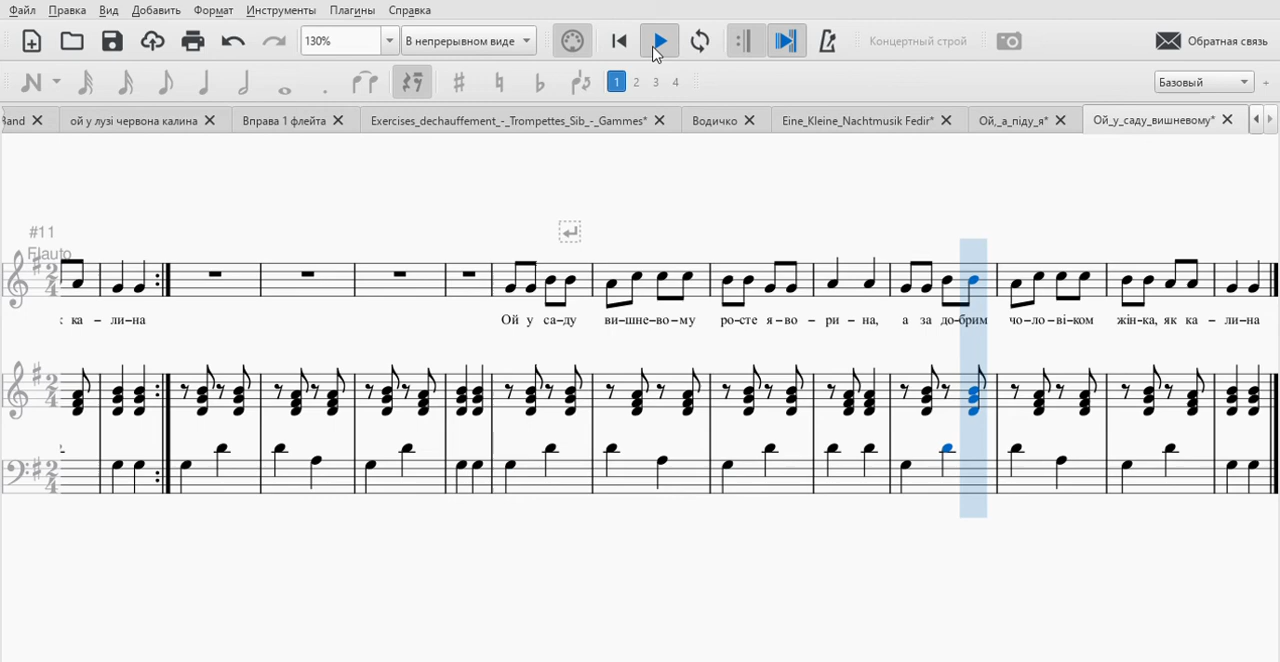 Файл Правка Вид Добавить Формат Инструменты Плагины Справка
130% В непрерывном виде Концертный строй Обратная связь
1 2 3 4 Базовый
ой у лузі червона калина Вправа 1 флейта Exercises_dechauffement_-_Trompettes_Sib_-_Gammes* Водичко Eine_Kleine_Nachtmusik Fedir* Ой,_а_піду_я* Ой_у_саду_вишневому*
#11
Flauto
ка – ли–на Ой у са–ду ви–шне–во–му ро–сте я–во – ри – на, а за до–брим чо–ло–ві–ком жін–ка, як ка – ли–на